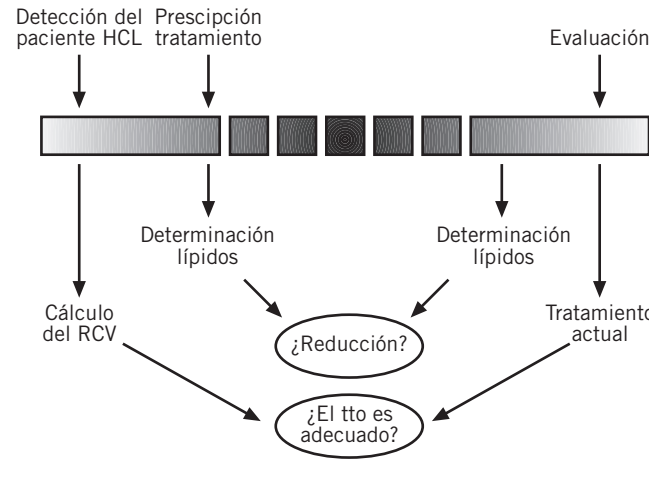 Detección del
paciente HCL
Prescipción
tratamiento
Evaluación
Determinación
lípidos
Determinación
lípidos
Cálculo
del RCV
¿Reducción?
Tratamiento
actual
¿El tto es
adecuado?